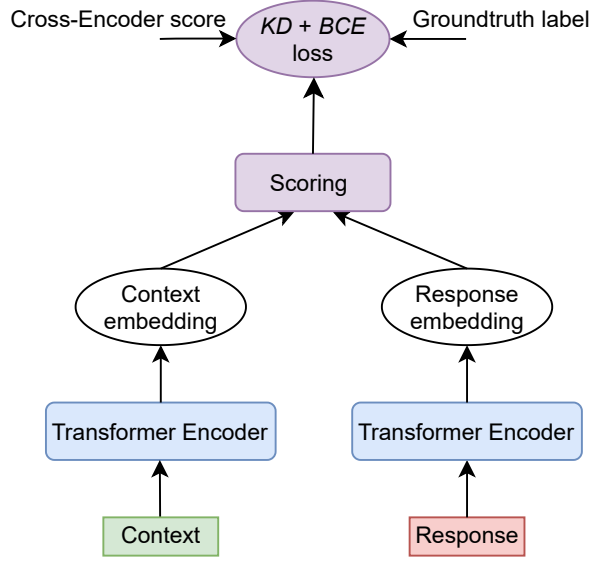 Cross-Encoder score
KD + BCE
loss
Groundtruth label
Scoring
Context
embedding
Response
embedding
Transformer Encoder
Transformer Encoder
Context
Response